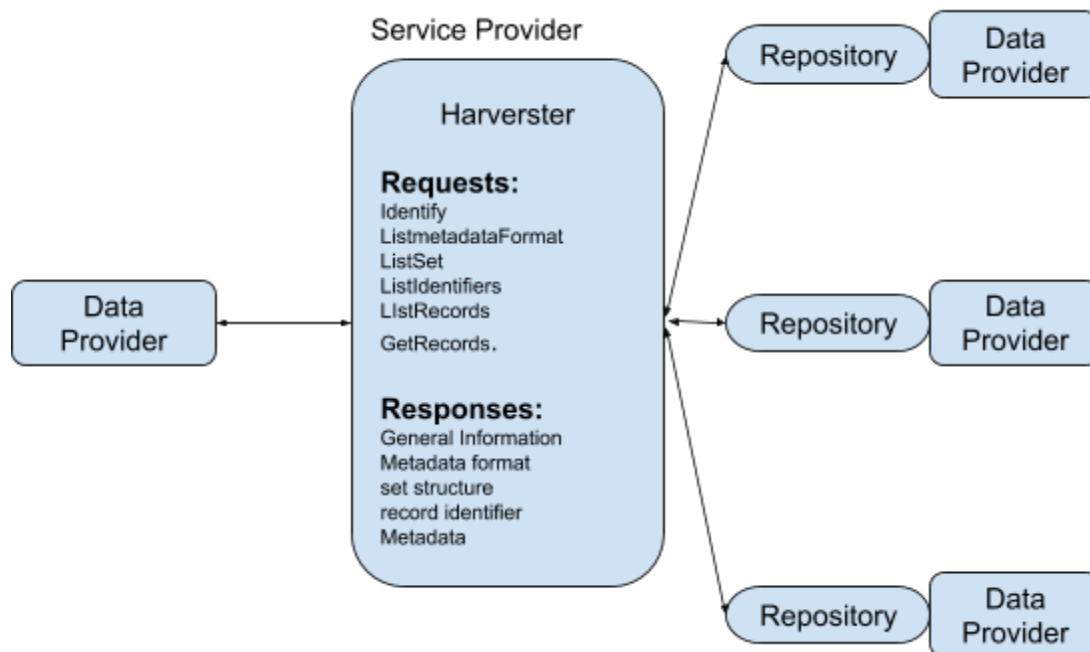 Service Provider
Harverster
Requests:
Identify
ListmetadataFormat
ListSet
ListIdentifiers
LIstRecords
GetRecords.
Responses:
General Information
Metadata format
set structure
record identifier
Metadata
Data
Provider
Repository
Data
Provider
Repository
Data
Provider
Repository
Data
Provider